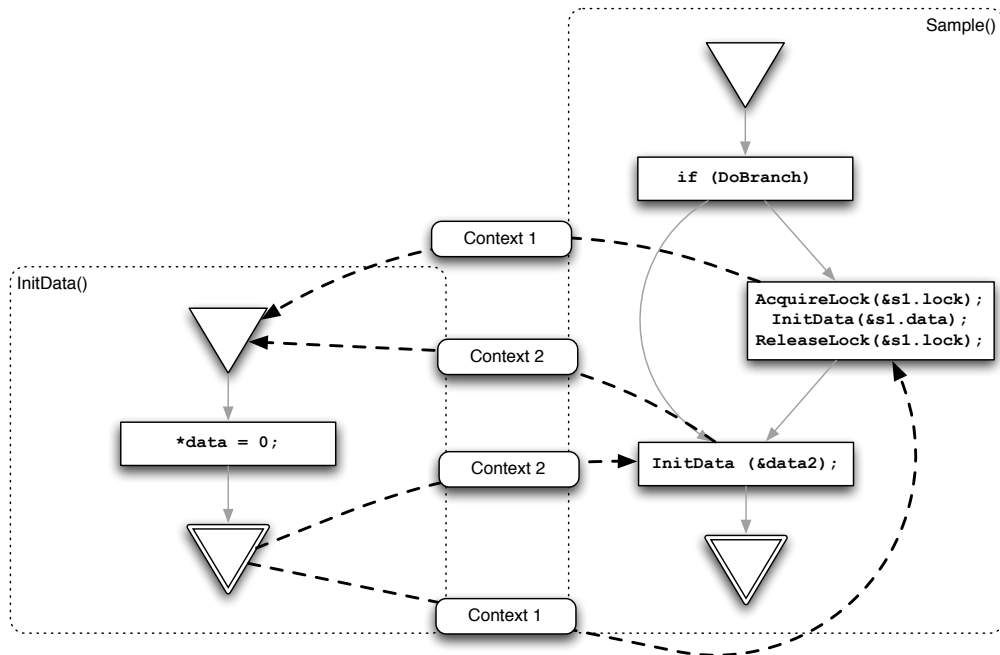 Sample()
if (DoBranch)
Context 1
InitData()
AcquireLock(&s1.lock);
InitData(&s1.data);
ReleaseLock(&s1.lock);
Context 2
*data = 0;
Context 2
InitData (&data2);
Context 1